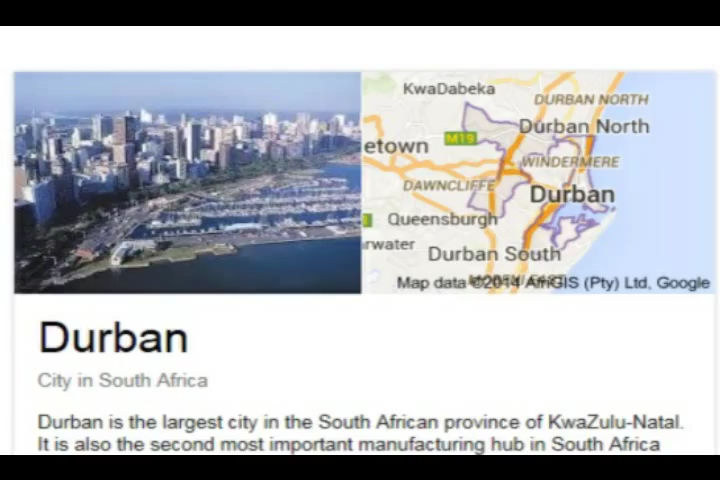 KwaDabeka
DURBAN NORTH
Durban North
etown
M19
WINDERMERE
DAWNCLIFFE
Durban
Queensburgh
rwater
Durban South
Map data ©2014 AfriGIS (Pty) Ltd, Google
Durban
City in South Africa
Durban is the largest city in the South African province of KwaZulu-Natal.
It is also the second most important manufacturing hub in South Africa